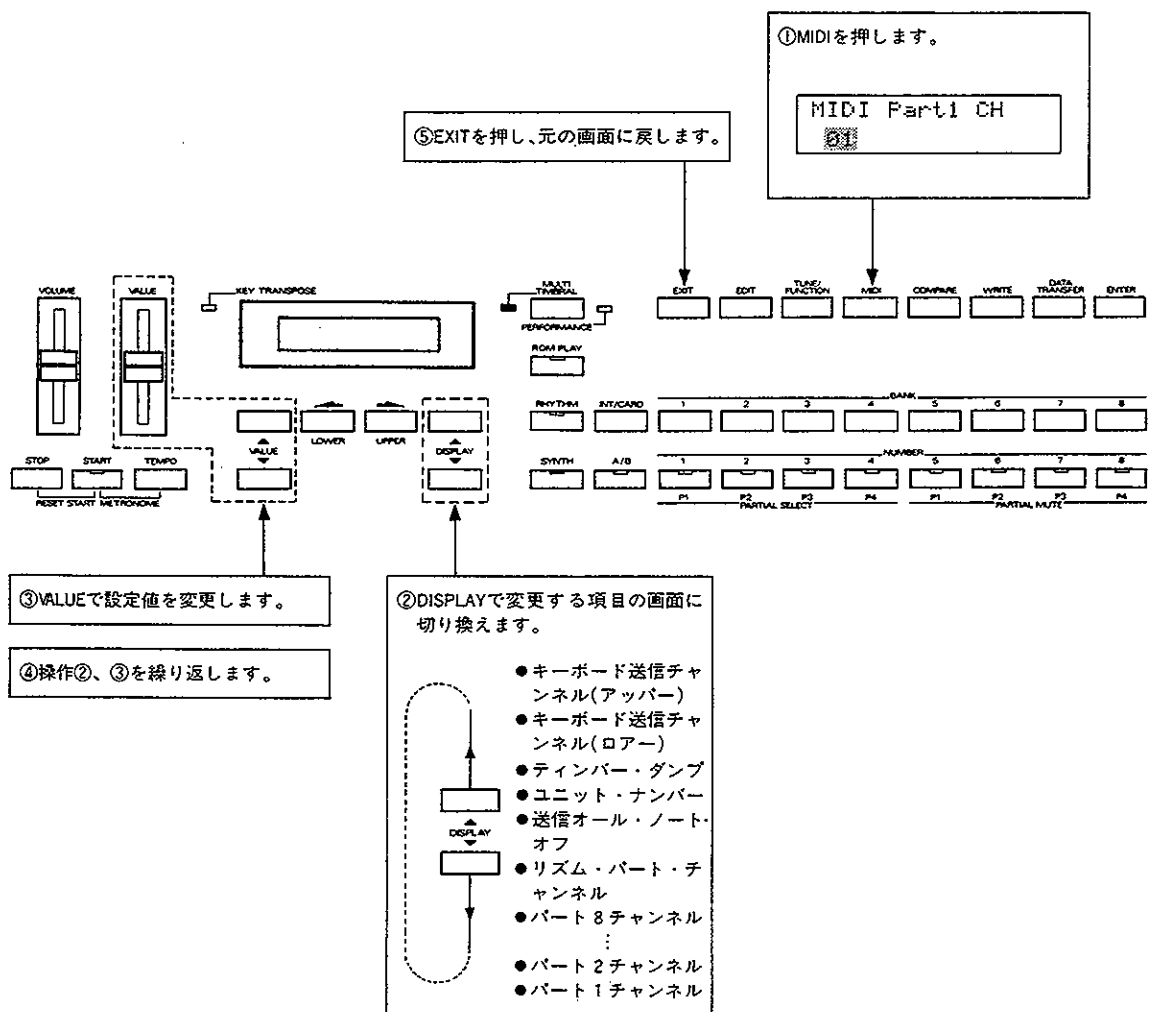 ①MIDIを押します。
MIDI Part1 CH
01
⑤EXITを押し、元の画面に戻します。
VOLUME
VALUE
KEY TRANSPOSE
MULTI
TIMBRAL
PERFORMANCE
EXIT
EDIT
TUNE/
FUNCTION
MIDI
COMPARE
WRITE
DATA
TRANSFER
ENTER
ROM PLAY
RHYTHM
INT/CARD
BANK
1 2 3 4 5 6 7 8
VALUE
LOWER
UPPER
DISPLAY
STOP
START
TEMPO
RESET START
METRONOME
SYNTH
A/B
NUMBER
1 2 3 4 5 6 7 8
P1 P2 P3 P4 P1 P2 P3 P4
PARTIAL SELECT
PARTIAL MUTE
③VALUEで設定値を変更します。
④操作②、③を繰り返します。
②DISPLAYで変更する項目の画面に
切り換えます。
DISPLAY
●キーボード送信チャ
ンネル(アッパー)
●キーボード送信チャ
ンネル(ロアー)
●ティンバー・ダンプ
●ユニット・ナンバー
●送信オール・ノート・
オフ
●リズム・パート・チ
ャンネル
●パート8チャンネル
⋮
●パート2チャンネル
●パート1チャンネル